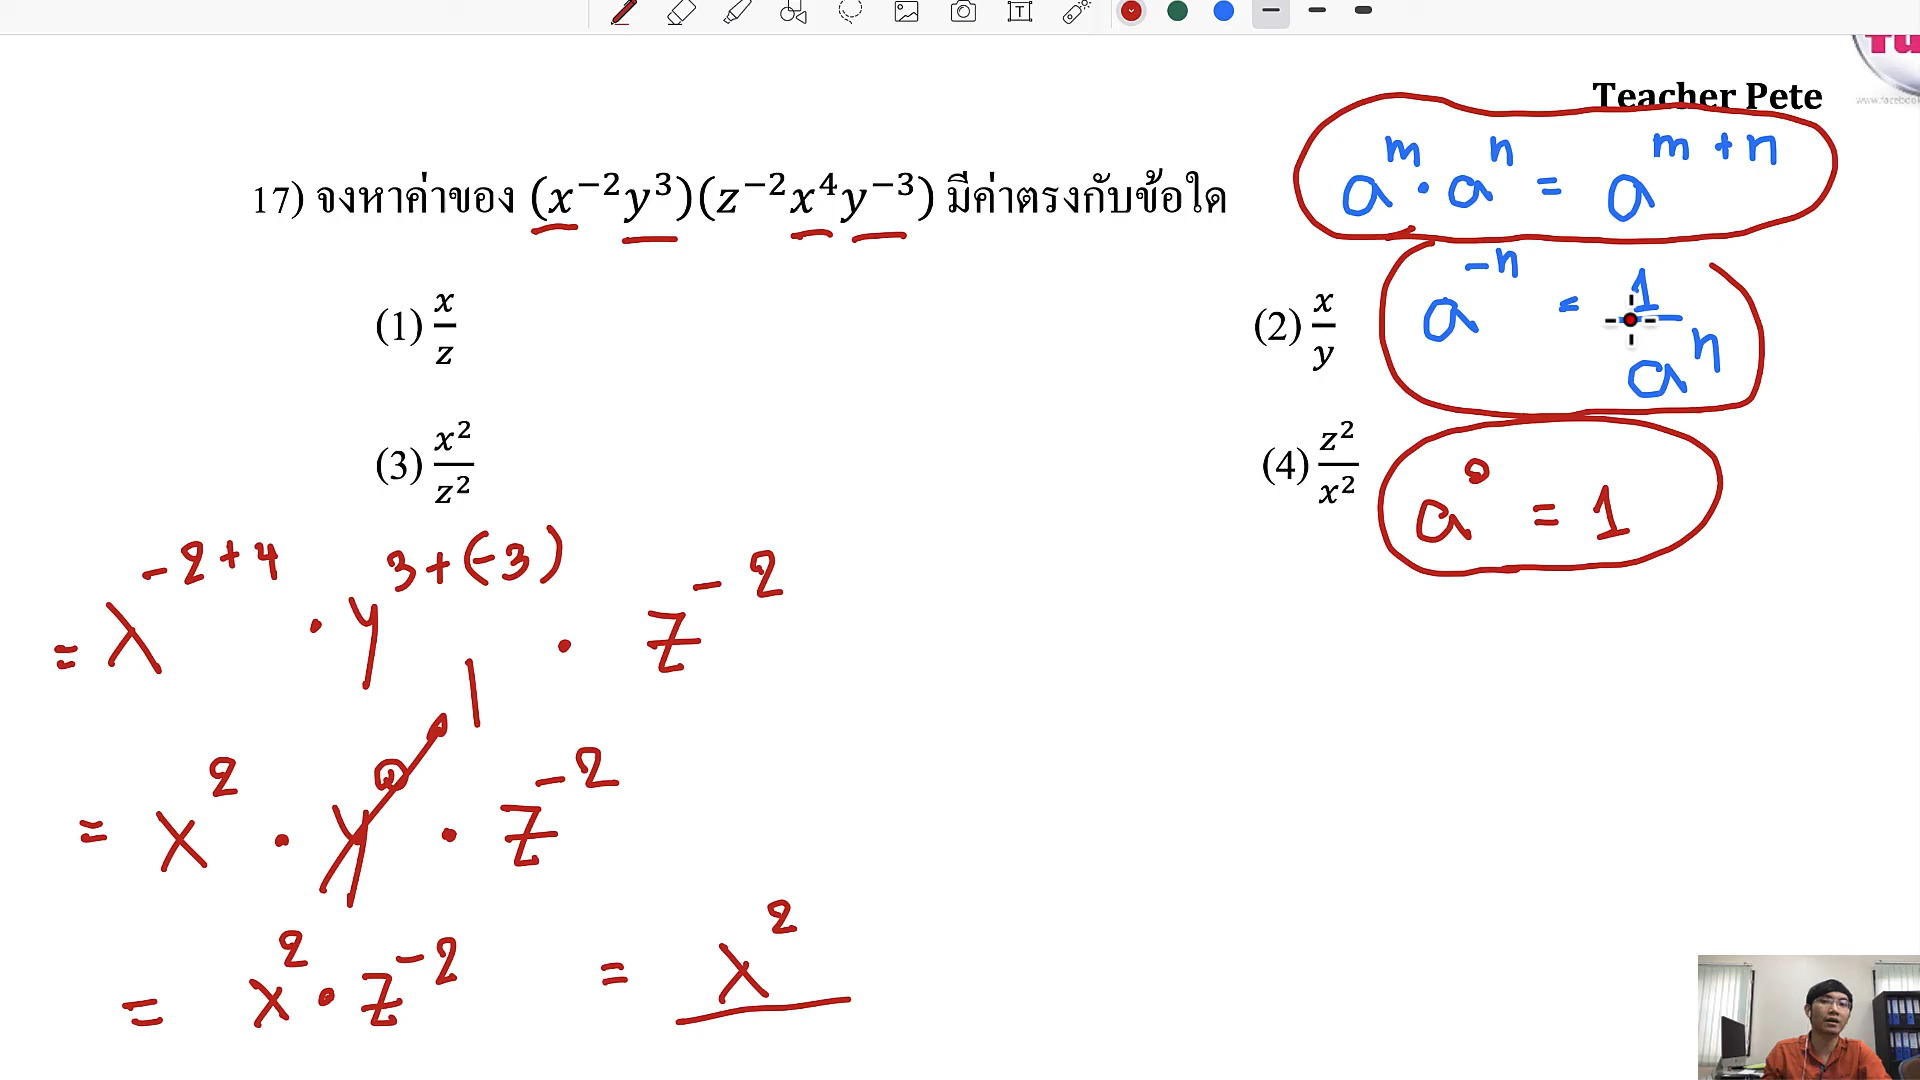 Teacher Pete
17) จงหาค่าของ (x⁻²y³)(z⁻²x⁴y⁻³) มีค่าตรงกับข้อใด
aᵐ · aⁿ = aᵐ⁺ⁿ
a⁻ⁿ = 1/aⁿ
a⁰ = 1
(1) x/z
(2) x/y
(3) x²/z²
(4) z²/x²
= x⁻²⁺⁴ · y³⁺⁽⁻³⁾ · z⁻²
= x² · y⁰ · z⁻²
1
= x² · z⁻² = x²